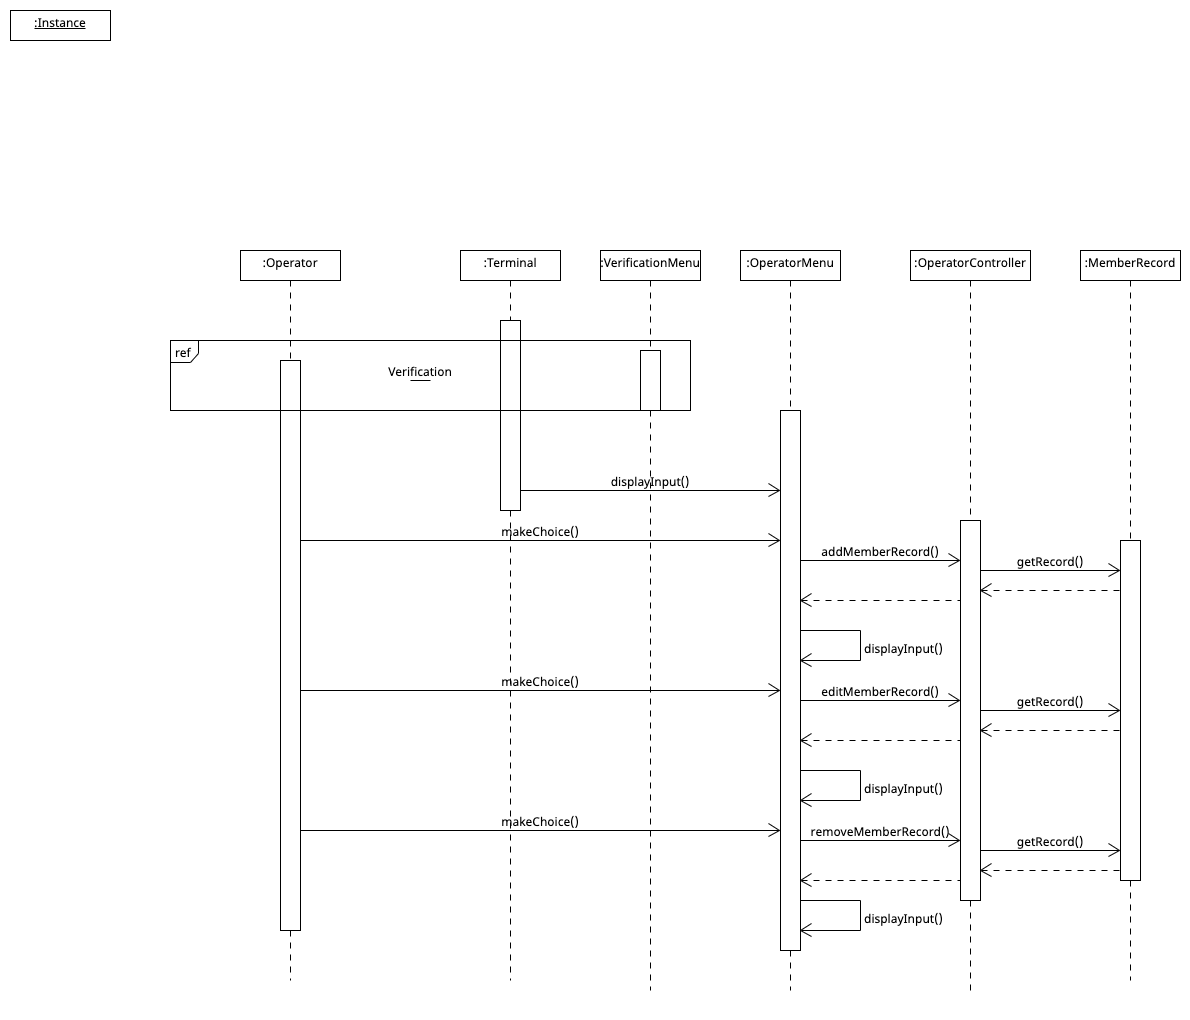 :Instance
:Operator
:Terminal
:VerificationMenu
:OperatorMenu
:OperatorController
:MemberRecord
ref
Verification
displayInput()
makeChoice()
addMemberRecord()
getRecord()
displayInput()
makeChoice()
editMemberRecord()
getRecord()
displayInput()
makeChoice()
removeMemberRecord()
getRecord()
displayInput()